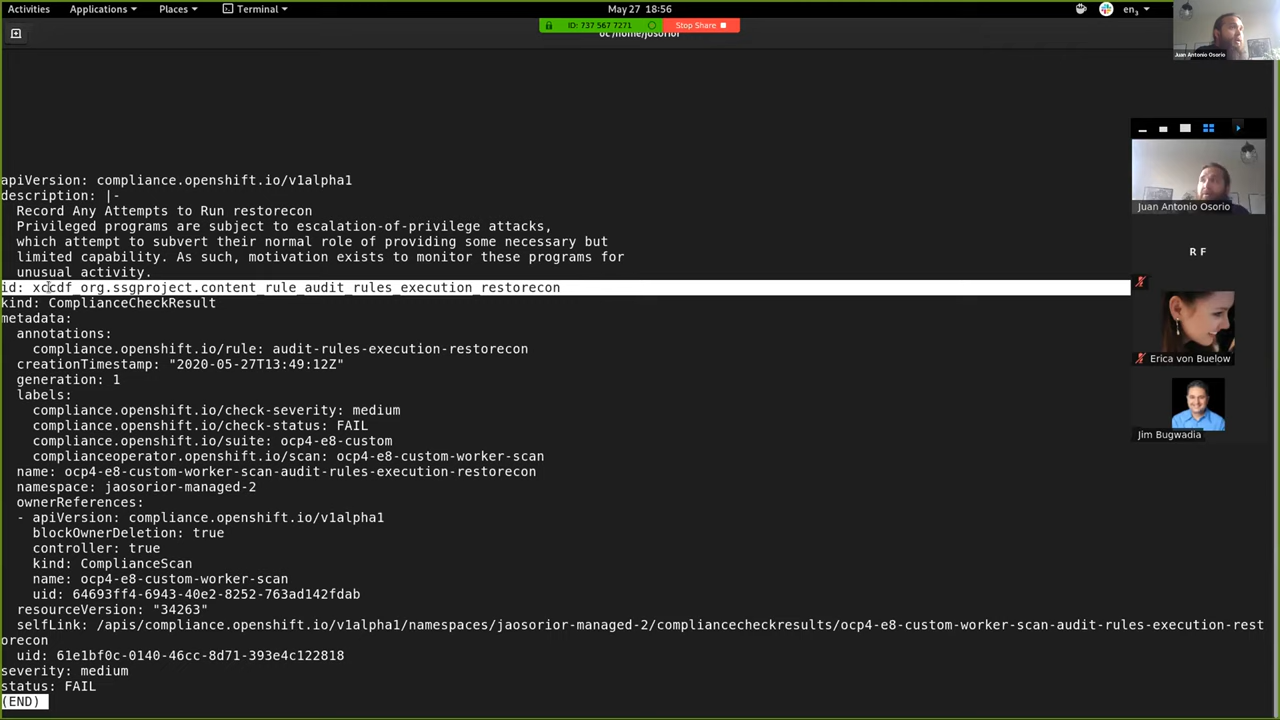 Activities Applications Places Terminal May 27 18:56 en3
ID: 737 567 7271 Stop Share
Juan Antonio Osorio
apiVersion: compliance.openshift.io/v1alpha1
description: |-
Record Any Attempts to Run restorecon
Privileged programs are subject to escalation-of-privilege attacks,
which attempt to subvert their normal role of providing some necessary but
limited capability. As such, motivation exists to monitor these programs for
unusual activity.
id: xccdf_org.ssgproject.content_rule_audit_rules_execution_restorecon
kind: ComplianceCheckResult
metadata:
annotations:
compliance.openshift.io/rule: audit-rules-execution-restorecon
creationTimestamp: "2020-05-27T13:49:12Z"
generation: 1
labels:
compliance.openshift.io/check-severity: medium
compliance.openshift.io/check-status: FAIL
compliance.openshift.io/suite: ocp4-e8-custom
complianceoperator.openshift.io/scan: ocp4-e8-custom-worker-scan
name: ocp4-e8-custom-worker-scan-audit-rules-execution-restorecon
namespace: jaosorior-managed-2
ownerReferences:
- apiVersion: compliance.openshift.io/v1alpha1
blockOwnerDeletion: true
controller: true
kind: ComplianceScan
name: ocp4-e8-custom-worker-scan
uid: 64693ff4-6943-40e2-8252-763ad142fdab
resourceVersion: "34263"
selfLink: /apis/compliance.openshift.io/v1alpha1/namespaces/jaosorior-managed-2/compliancecheckresults/ocp4-e8-custom-worker-scan-audit-rules-execution-rest
orecon
uid: 61e1bf0c-0140-46cc-8d71-393e4c122818
severity: medium
status: FAIL
(END)
Juan Antonio Osorio
R F
Erica von Buelow
Jim Bugwadia